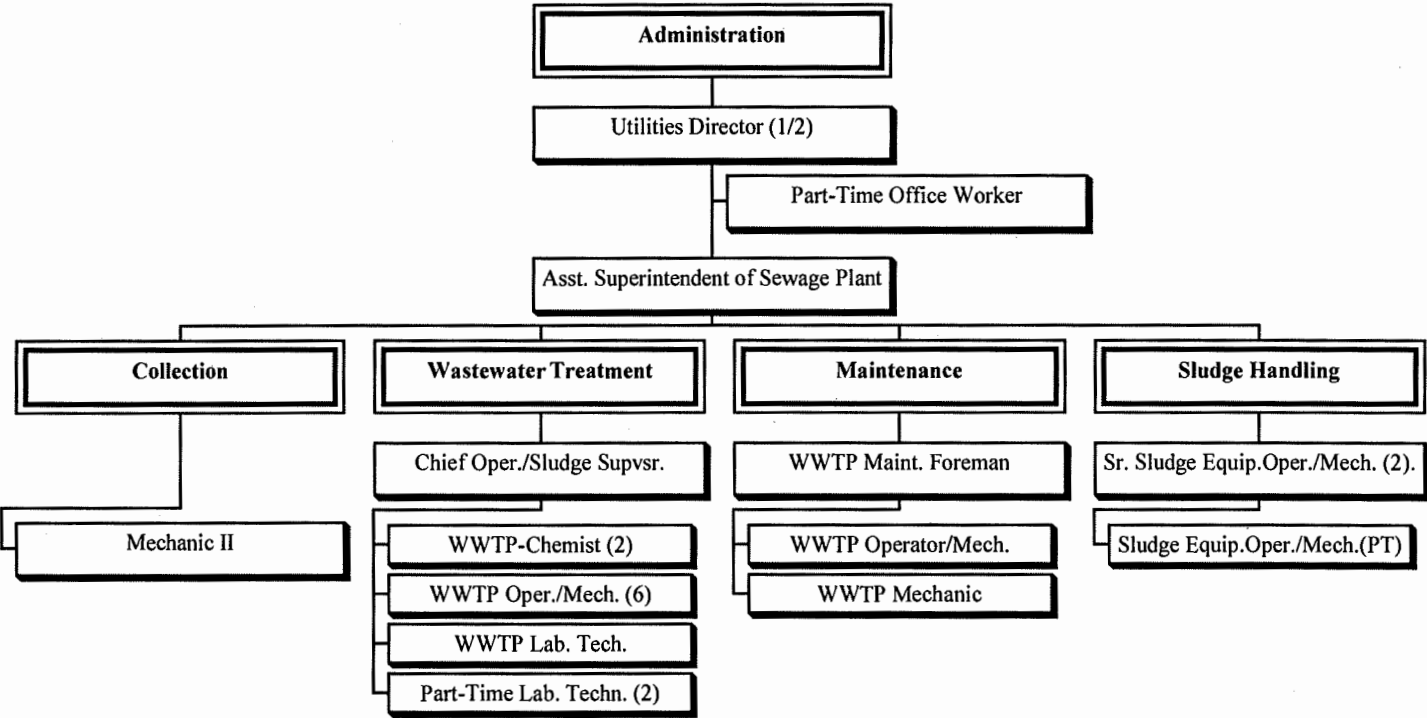 Administration
Utilities Director (1/2)
Part-Time Office Worker
Asst. Superintendent of Sewage Plant
Collection
Wastewater Treatment
Maintenance
Sludge Handling
Chief Oper./Sludge Supvsr.
WWTP Maint. Foreman
Sr. Sludge Equip.Oper./Mech. (2).
Mechanic II
WWTP-Chemist (2)
WWTP Operator/Mech.
Sludge Equip.Oper./Mech.(PT)
WWTP Oper./Mech. (6)
WWTP Mechanic
WWTP Lab. Tech.
Part-Time Lab. Techn. (2)